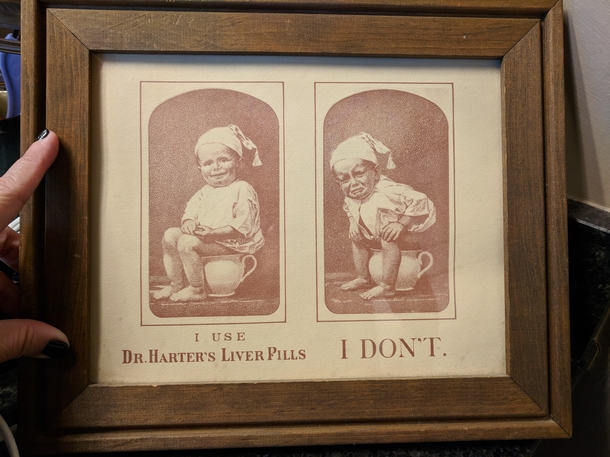 I USE
DR. HARTER'S LIVER PILLS
I DON'T.